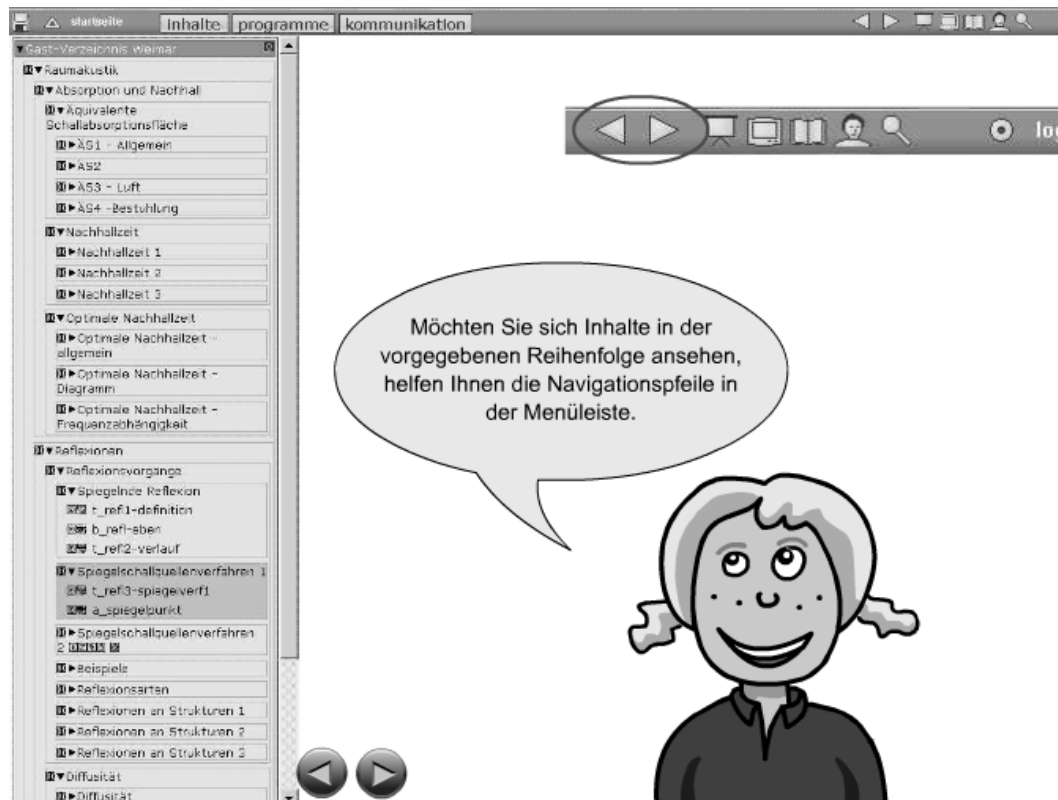 startseite inhalte programme kommunikation
Gast-Verzeichnis Weimar
Raumakustik
Absorption und Nachhall
Äquivalente
Schallabsorptionsfläche
ÄS1 - Allgemein
ÄS2
ÄS3 - Luft
ÄS4 -Bestuhlung
Nachhallzeit
Nachhallzeit 1
Nachhallzeit 2
Nachhallzeit 3
Optimale Nachhallzeit
Optimale Nachhallzeit -
allgemein
Optimale Nachhallzeit -
Diagramm
Optimale Nachhallzeit -
Frequenzabhängigkeit
Reflexionen
Reflexionsvorgänge
Spiegelnde Reflexion
t_refl1-definition
b_refl-eben
t_refl2-verlauf
Spiegelschallquellenverfahren 1
t_refl3-spiegelverf1
a_spiegelpunkt
Spiegelschallquellenverfahren
2
Beispiele
Reflexionsarten
Reflexionen an Strukturen 1
Reflexionen an Strukturen 2
Reflexionen an Strukturen 3
Diffusität
Diffusität
log
Möchten Sie sich Inhalte in der
vorgegebenen Reihenfolge ansehen,
helfen Ihnen die Navigationspfeile in
der Menüleiste.